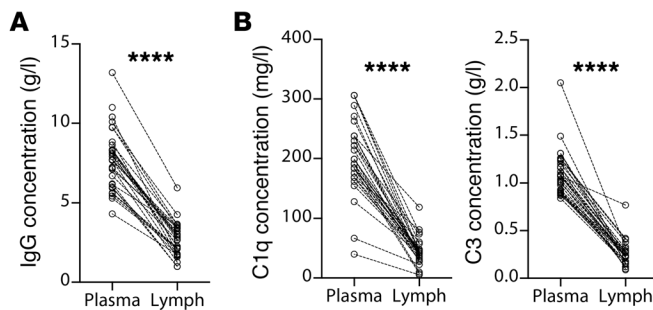 A
IgG concentration (g/l)
15
10
5
0
****
Plasma Lymph
B
C1q concentration (mg/l)
400
300
200
100
0
****
Plasma Lymph
C3 concentration (g/l)
2.5
2.0
1.5
1.0
0.5
0.0
****
Plasma Lymph